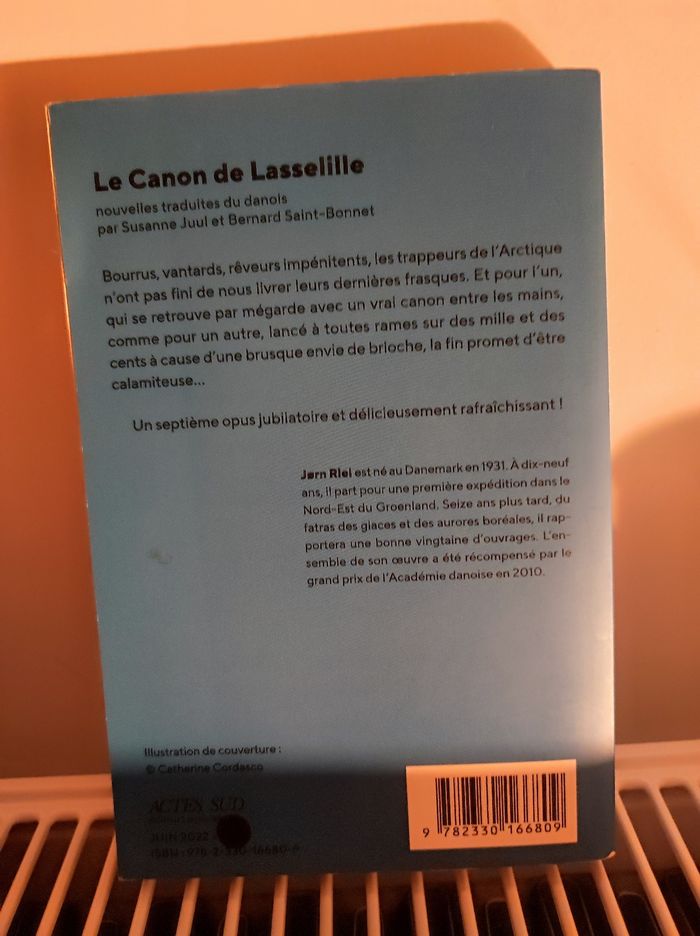 Le Canon de Lasselille
nouvelles traduites du danois
par Susanne Juul et Bernard Saint-Bonnet
Bourrus, vantards, rêveurs impénitents, les trappeurs de l'Arctique
n'ont pas fini de nous livrer leurs dernières frasques. Et pour l'un,
qui se retrouve par mégarde avec un vrai canon entre les mains,
comme pour un autre, lancé à toutes rames sur des mille et des
cents à cause d'une brusque envie de brioche, la fin promet d'être
calamiteuse...
Un septième opus jubilatoire et délicieusement rafraîchissant !
Jørn Riel est né au Danemark en 1931. À dix-neuf
ans, il part pour une première expédition dans le
Nord-Est du Groenland. Seize ans plus tard, du
fatras des glaces et des aurores boréales, il rap-
portera une bonne vingtaine d'ouvrages. L'en-
semble de son œuvre a été récompensé par le
grand prix de l'Académie danoise en 2010.
Illustration de couverture :
© Catherine Cordasco
ACTES SUD
JUIN 2022
ISBN : 978-2-330-16680-9
9 782330 166809